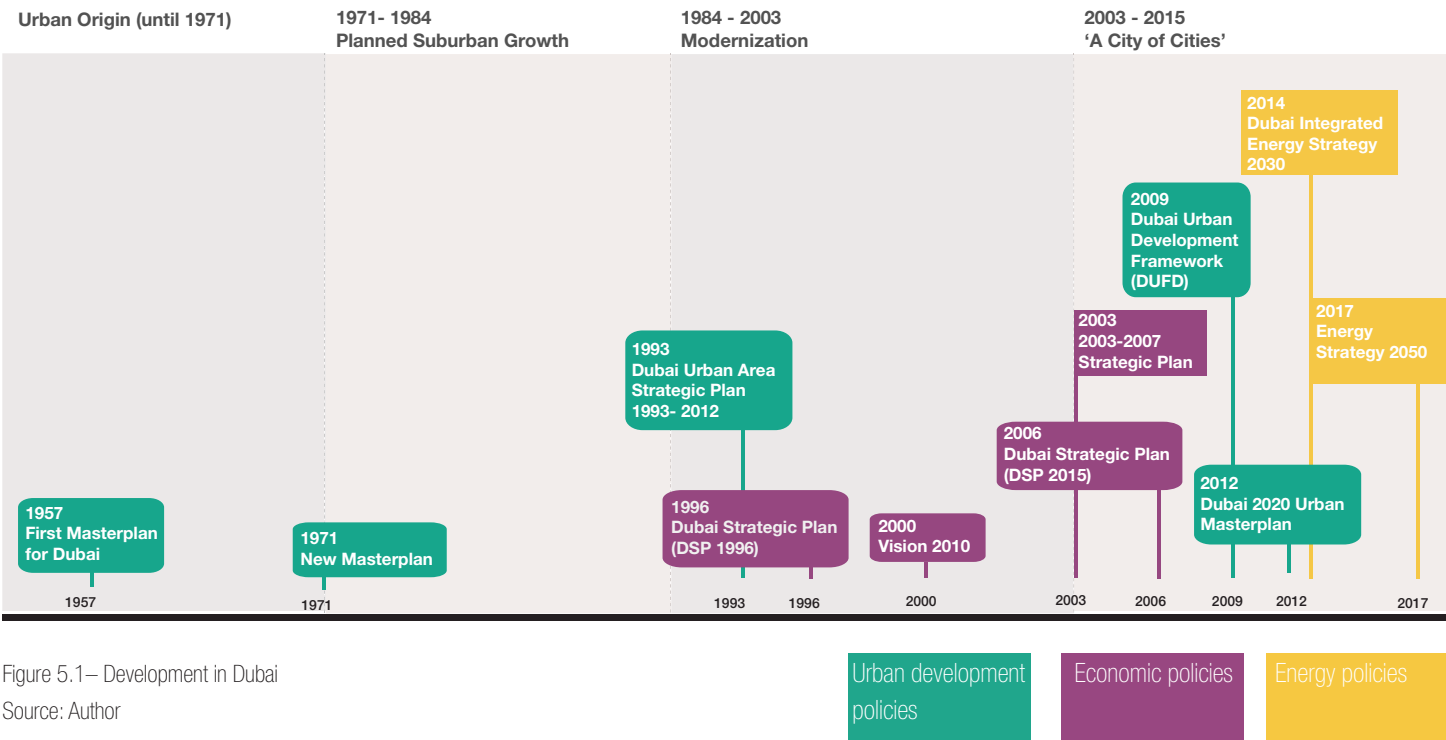 Urban Origin (until 1971)
1971- 1984
Planned Suburban Growth
1984 - 2003
Modernization
2003 - 2015
‘A City of Cities’
2014
Dubai Integrated
Energy Strategy
2030
2009
Dubai Urban
Development
Framework
(DUFD)
2017
Energy
Strategy 2050
2003
2003-2007
Strategic Plan
1993
Dubai Urban Area
Strategic Plan
1993- 2012
2006
Dubai Strategic Plan
(DSP 2015)
2012
Dubai 2020 Urban
Masterplan
1957
First Masterplan
for Dubai
1971
New Masterplan
1996
Dubai Strategic Plan
(DSP 1996)
2000
Vision 2010
1957
1971
1993
1996
2000
2003
2006
2009
2012
2017
Figure 5.1– Development in Dubai
Source: Author
Urban development
policies
Economic policies
Energy policies